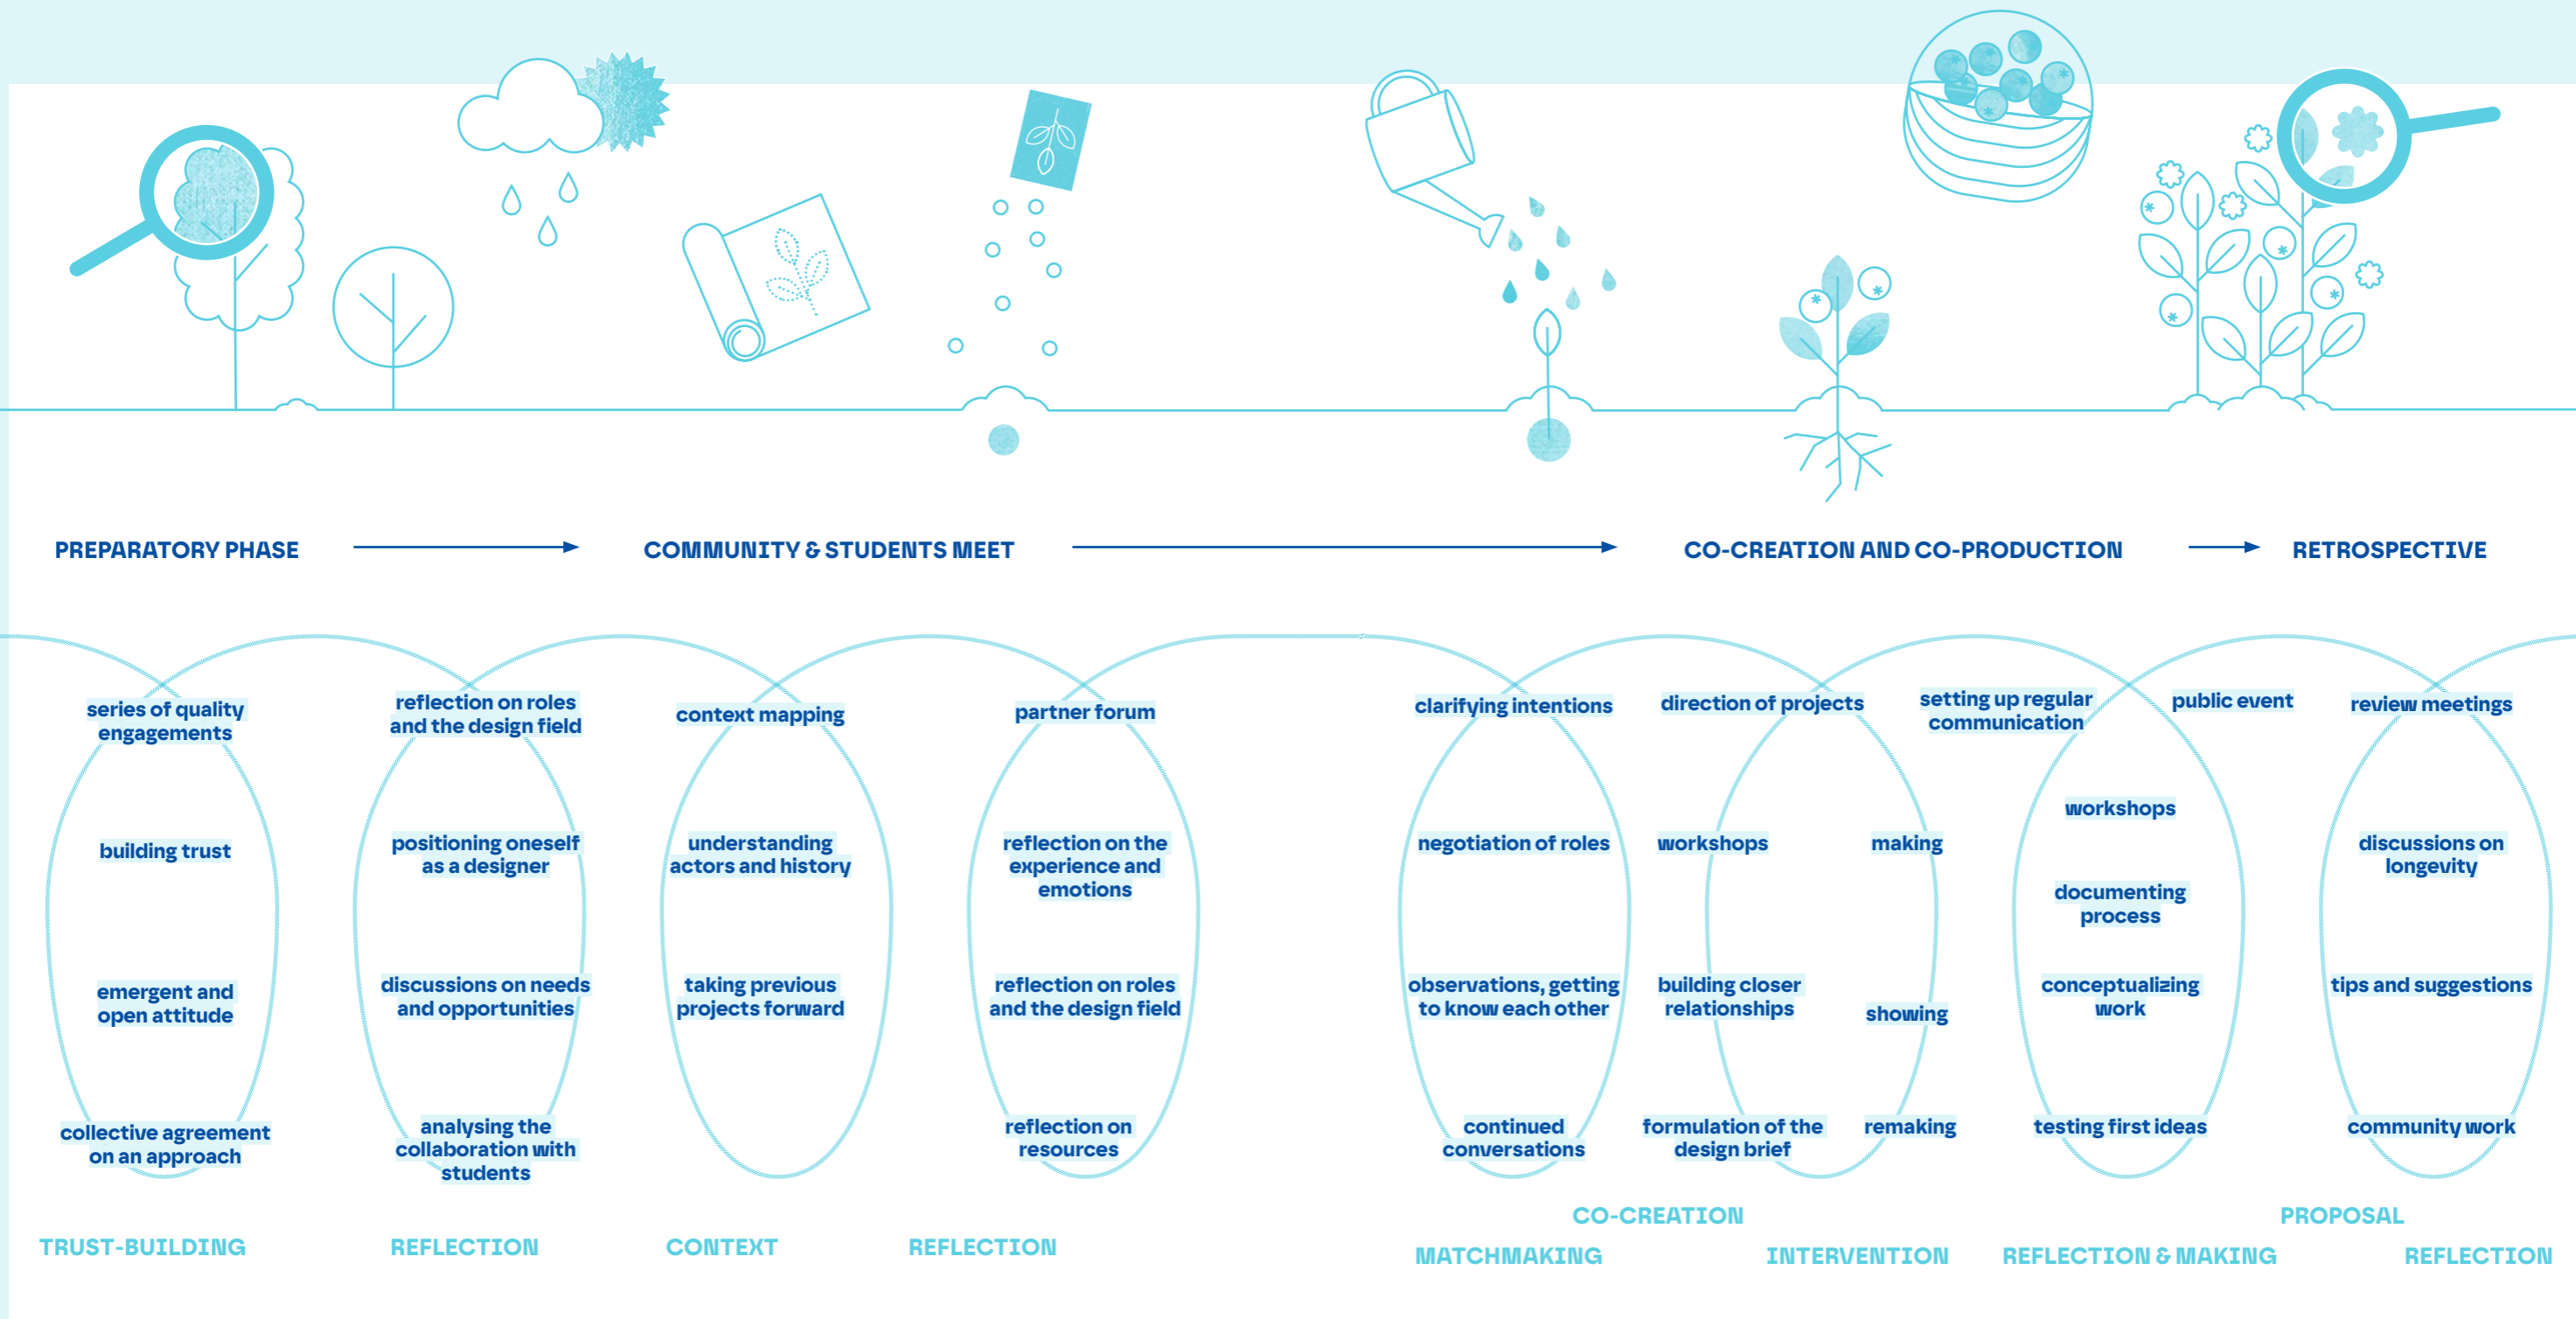 PREPARATORY PHASE
COMMUNITY & STUDENTS MEET
CO-CREATION AND CO-PRODUCTION
RETROSPECTIVE
series of quality
engagements
building trust
emergent and
open attitude
collective agreement
on an approach
reflection on roles
and the design field
positioning oneself
as a designer
discussions on needs
and opportunities
analysing the
collaboration with
students
context mapping
understanding
actors and history
taking previous
projects forward
partner forum
reflection on the
experience and
emotions
reflection on roles
and the design field
reflection on
resources
clarifying intentions
negotiation of roles
observations, getting
to know each other
continued
conversations
direction of projects
workshops
building closer
relationships
formulation of the
design brief
making
showing
remaking
setting up regular
communication
workshops
documenting
process
conceptualizing
work
testing first ideas
public event
review meetings
discussions on
longevity
tips and suggestions
community work
TRUST-BUILDING
REFLECTION
CONTEXT
REFLECTION
MATCHMAKING
CO-CREATION
INTERVENTION
REFLECTION & MAKING
PROPOSAL
REFLECTION